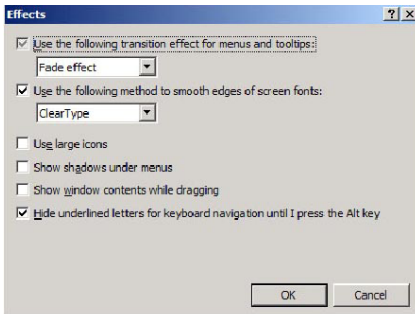 Effects
Use the following transition effect for menus and tooltips:
Fade effect
Use the following method to smooth edges of screen fonts:
ClearType
Use large icons
Show shadows under menus
Show window contents while dragging
Hide underlined letters for keyboard navigation until I press the Alt key
OK Cancel